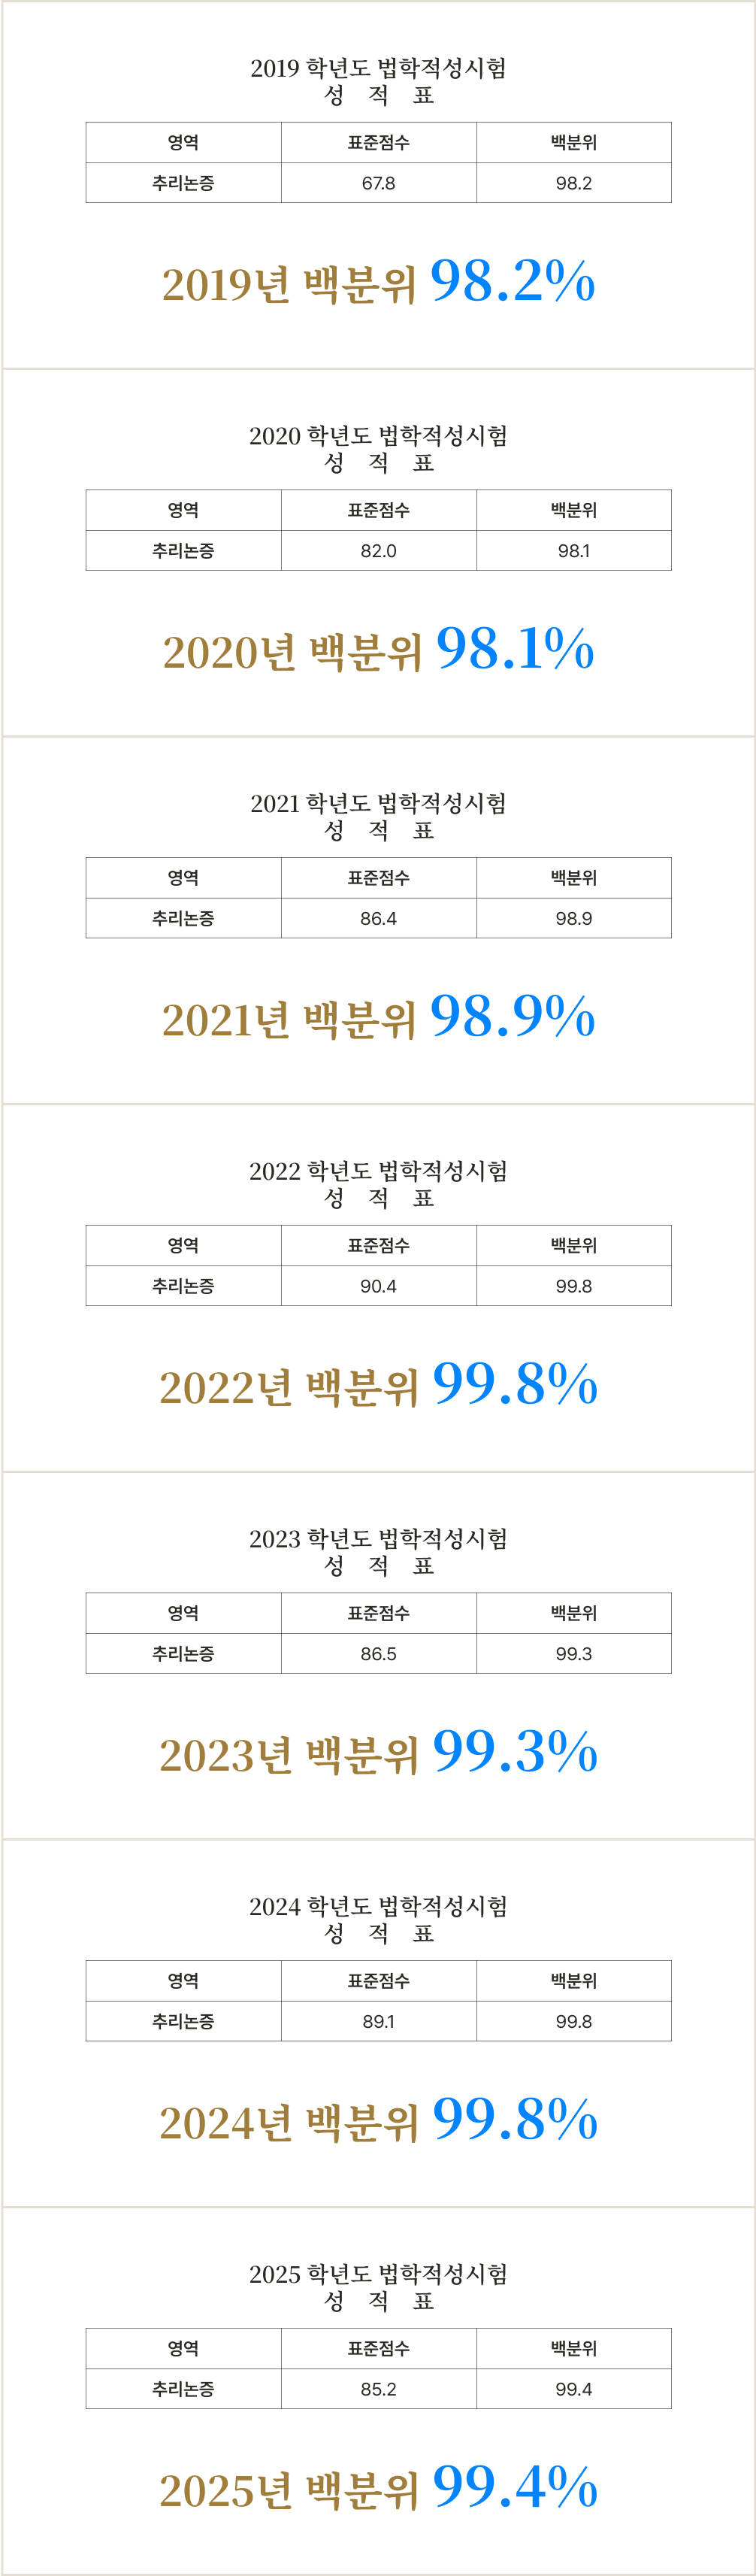 2019 학년도 법학적성시험
성 적 표
영역 표준점수 백분위
추리논증 67.8 98.2
2019년 백분위 98.2%
2020 학년도 법학적성시험
성 적 표
영역 표준점수 백분위
추리논증 82.0 98.1
2020년 백분위 98.1%
2021 학년도 법학적성시험
성 적 표
영역 표준점수 백분위
추리논증 86.4 98.9
2021년 백분위 98.9%
2022 학년도 법학적성시험
성 적 표
영역 표준점수 백분위
추리논증 90.4 99.8
2022년 백분위 99.8%
2023 학년도 법학적성시험
성 적 표
영역 표준점수 백분위
추리논증 86.5 99.3
2023년 백분위 99.3%
2024 학년도 법학적성시험
성 적 표
영역 표준점수 백분위
추리논증 89.1 99.8
2024년 백분위 99.8%
2025 학년도 법학적성시험
성 적 표
영역 표준점수 백분위
추리논증 85.2 99.4
2025년 백분위 99.4%